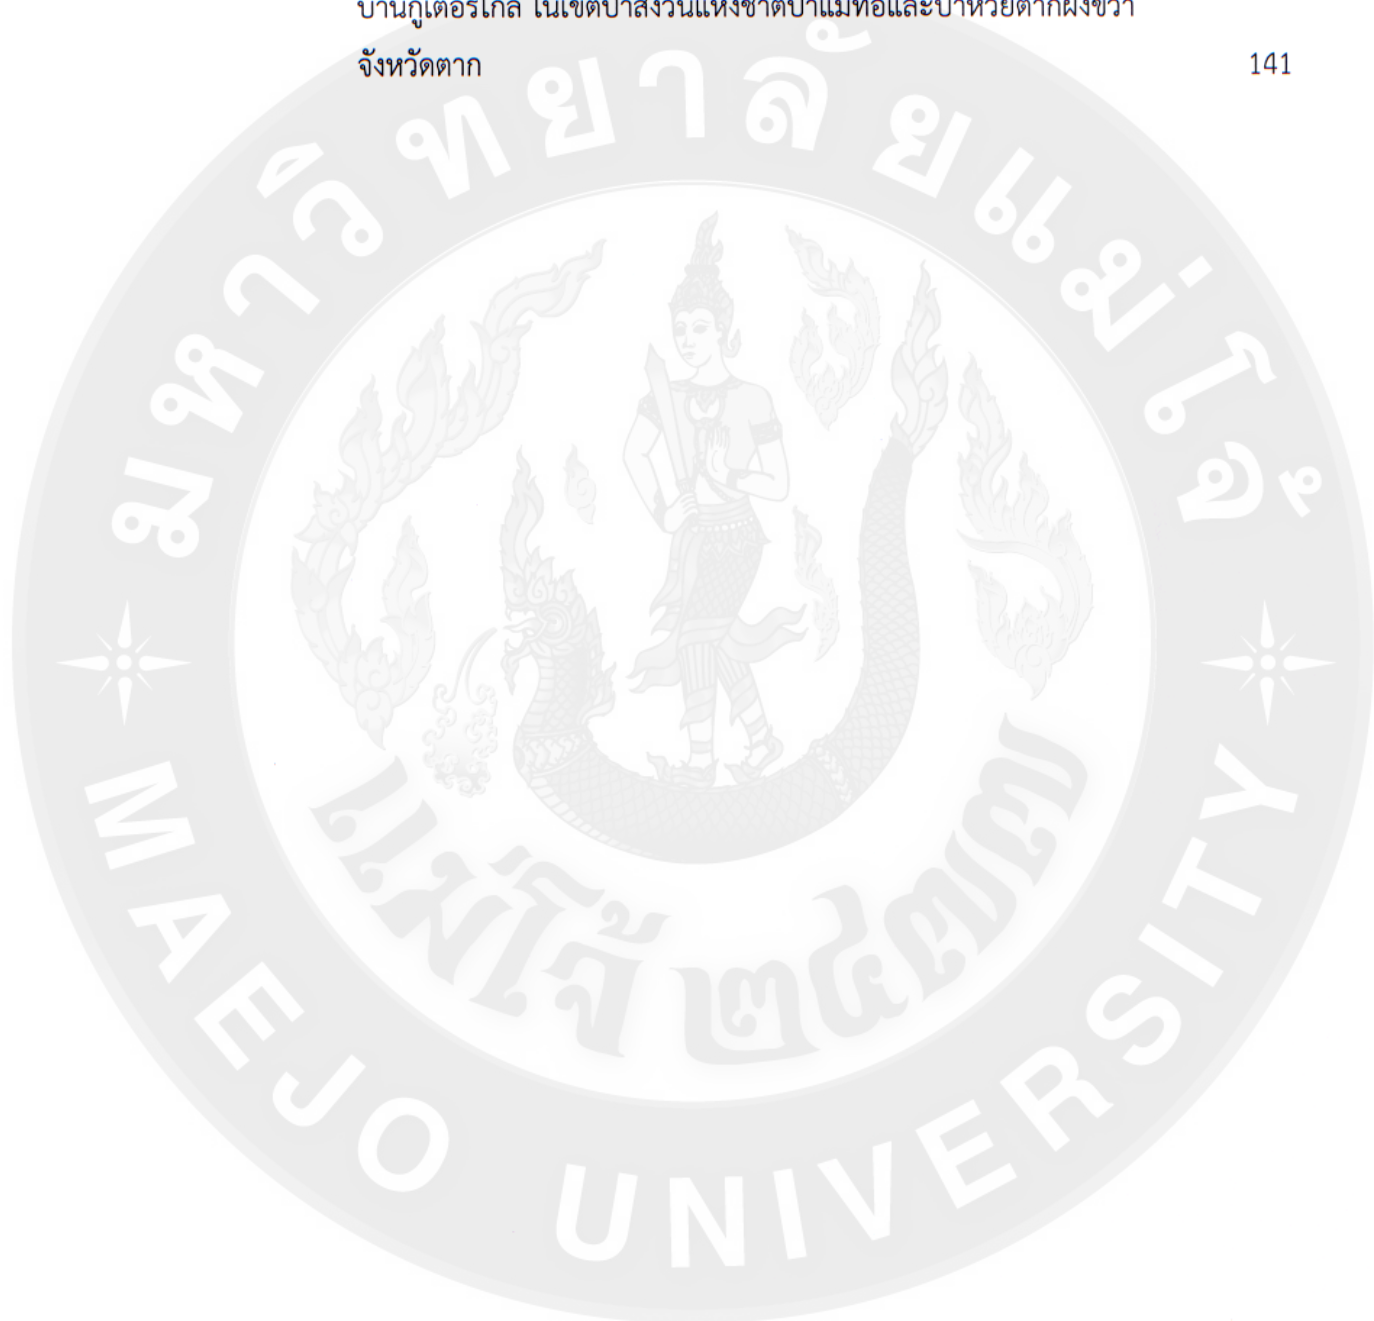 บ้านกูเตอร์โกล ในเขตป่าสงวนแห่งชาติป่าแม่ท้อและป่าห้วยตากฝั่งขวา
จังหวัดตาก 141
มหาวิทยาลัยแม่โจ้
แม่โจ้ ๒๔๗๗
MAEJO UNIVERSITY